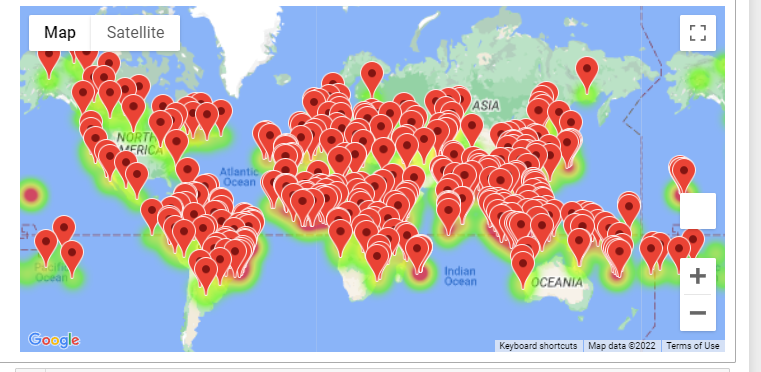 Map Satellite
ASIA
NORTH
MERICA
Atlantic
Ocean
Pacific
Ocean
Indian
Ocean
OCEANIA
Google
Keyboard shortcuts Map data ©2022 Terms of Use